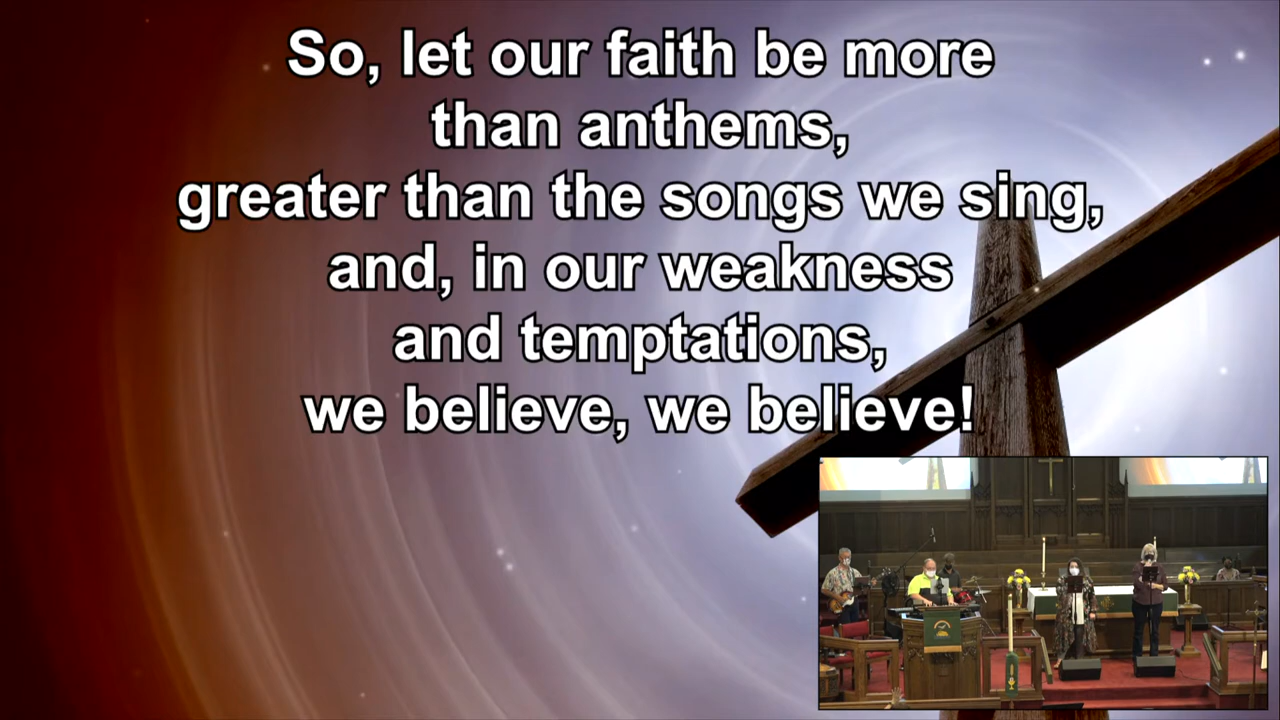 So, let our faith be more
than anthems,
greater than the songs we sing,
and, in our weakness
and temptations,
we believe, we believe!